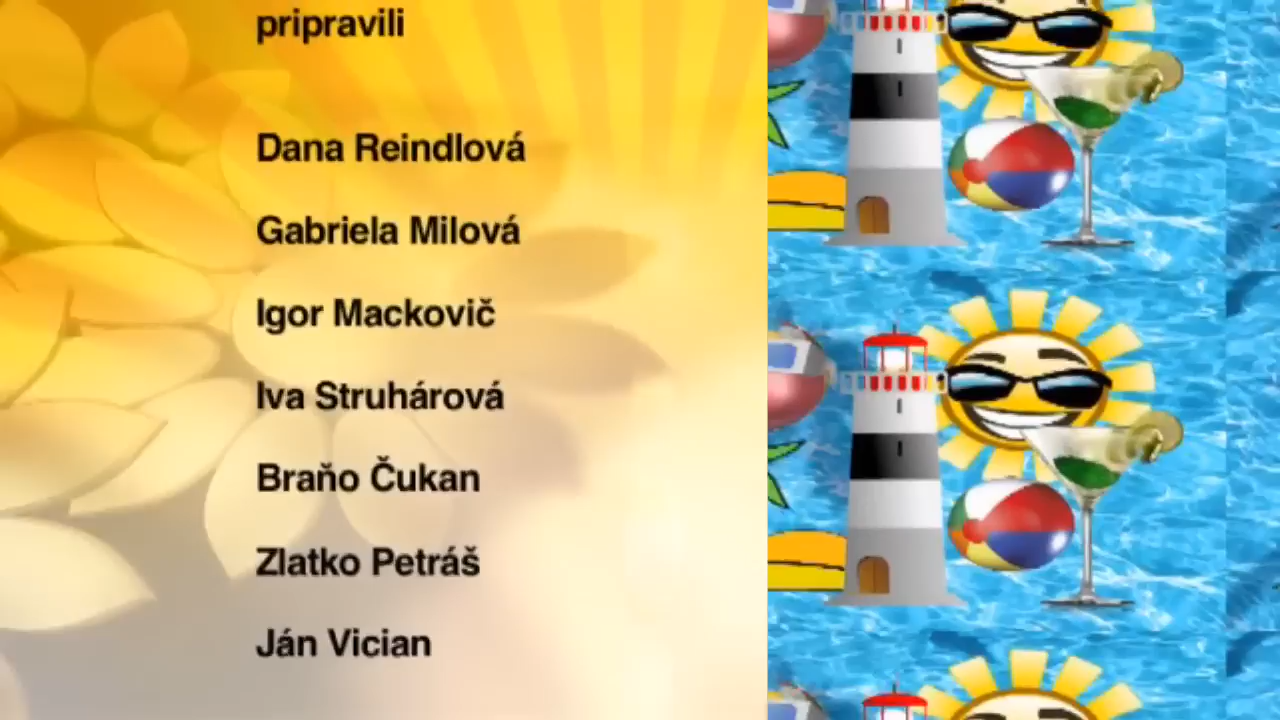 pripravili
Dana Reindlová
Gabriela Milová
Igor Mackovič
Iva Struhárová
Braňo Čukan
Zlatko Petráš
Ján Vician